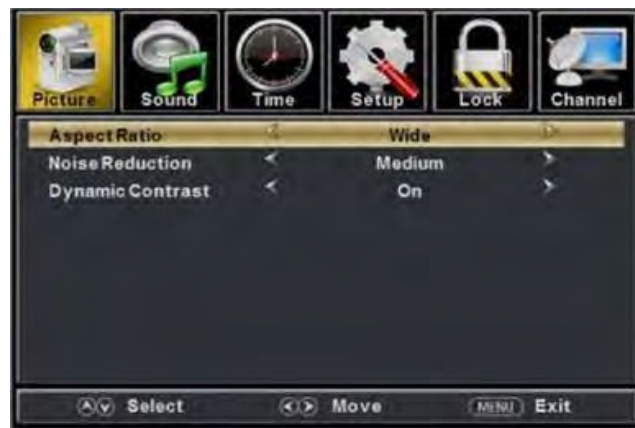 Picture Sound Time Setup Lock Channel
Aspect Ratio Wide
Noise Reduction Medium
Dynamic Contrast On
Select Move MENU Exit